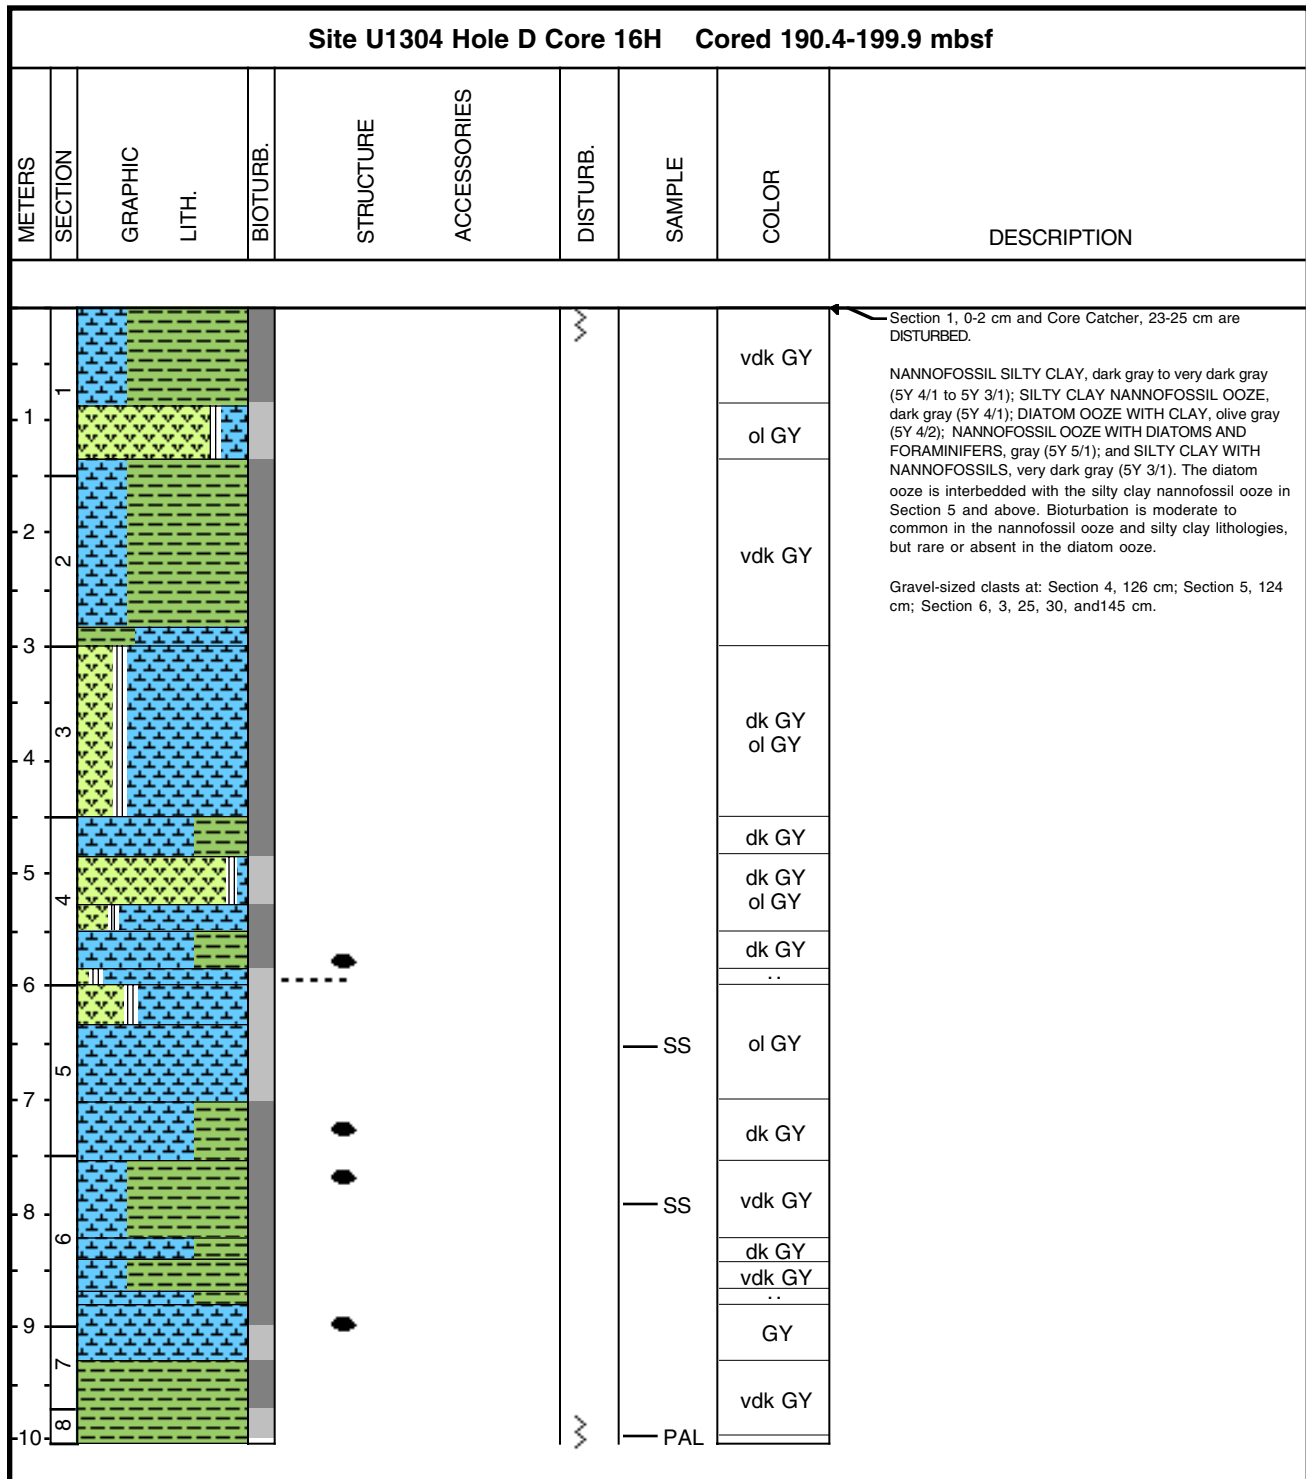 Site U1304 Hole D Core 16H Cored 190.4-199.9 mbsf
METERS
SECTION
GRAPHIC
LITH.
BIOTURB.
STRUCTURE
ACCESSORIES
DISTURB.
SAMPLE
COLOR
DESCRIPTION
1
2
3
4
5
6
7
8
9
10
1
2
3
4
5
6
7
8
SS
SS
PAL
vdk GY
ol GY
vdk GY
dk GY
ol GY
dk GY
dk GY
ol GY
dk GY
..
ol GY
dk GY
vdk GY
dk GY
vdk GY
..
GY
vdk GY
Section 1, 0-2 cm and Core Catcher, 23-25 cm are
DISTURBED.
NANNOFOSSIL SILTY CLAY, dark gray to very dark gray
(5Y 4/1 to 5Y 3/1); SILTY CLAY NANNOFOSSIL OOZE,
dark gray (5Y 4/1); DIATOM OOZE WITH CLAY, olive gray
(5Y 4/2); NANNOFOSSIL OOZE WITH DIATOMS AND
FORAMINIFERS, gray (5Y 5/1); and SILTY CLAY WITH
NANNOFOSSILS, very dark gray (5Y 3/1). The diatom
ooze is interbedded with the silty clay nannofossil ooze in
Section 5 and above. Bioturbation is moderate to
common in the nannofossil ooze and silty clay lithologies,
but rare or absent in the diatom ooze.
Gravel-sized clasts at: Section 4, 126 cm; Section 5, 124
cm; Section 6, 3, 25, 30, and145 cm.